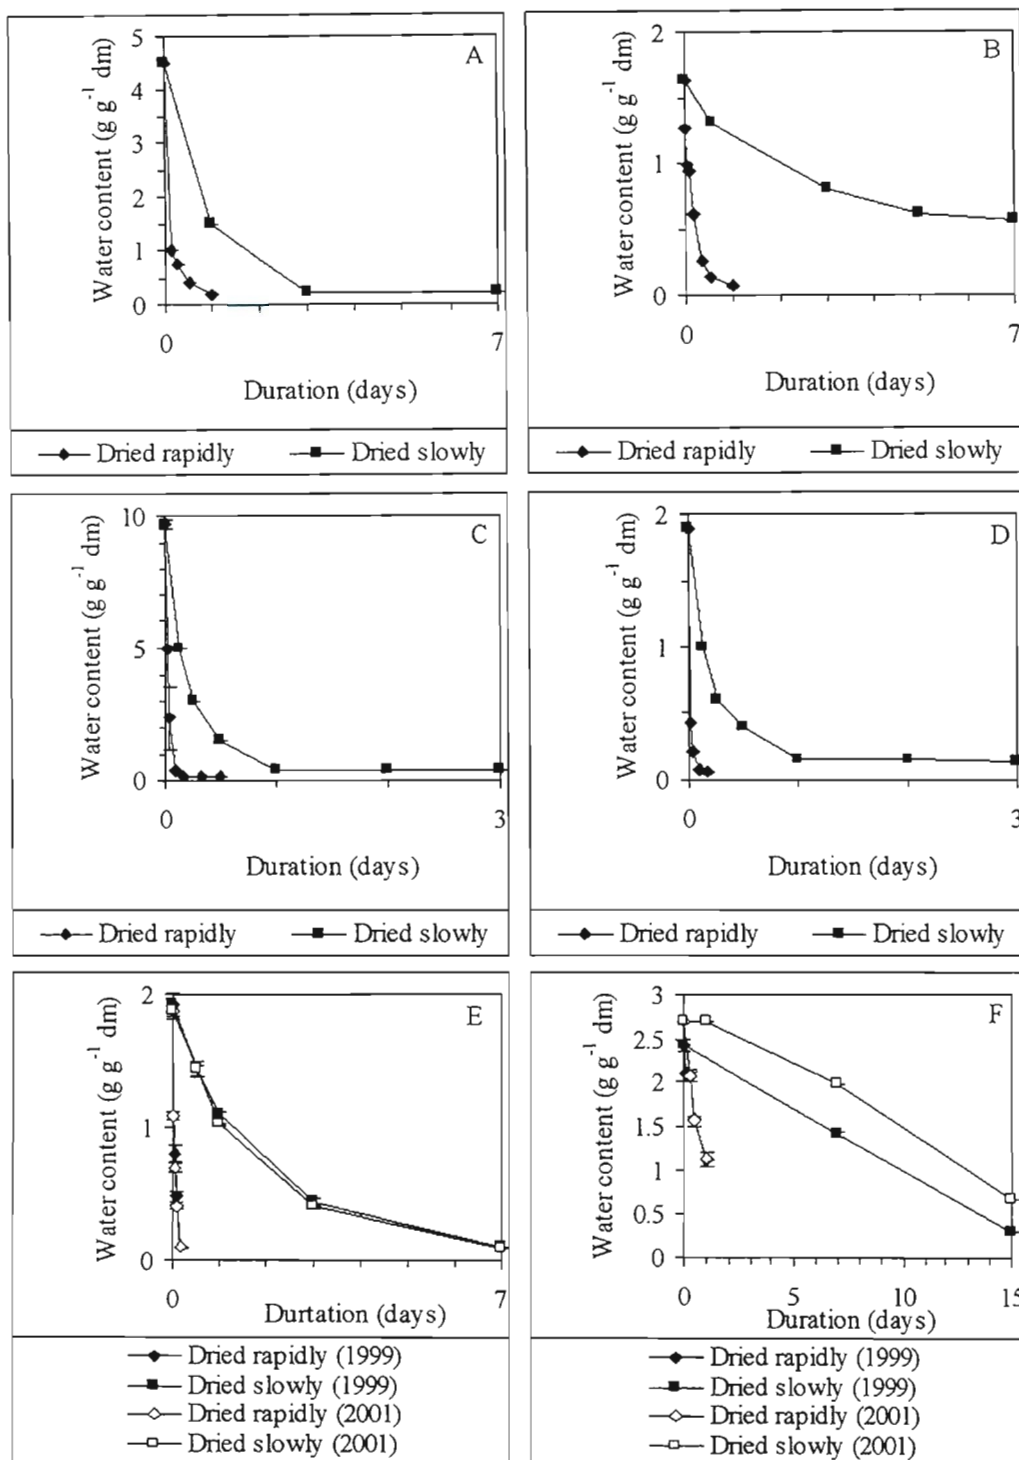 A
Water content (g g⁻¹ dm)
5
4
3
2
1
0
0
7
Duration (days)
Dried rapidly
Dried slowly
B
Water content (g g⁻¹ dm)
2
1
0
0
7
Duration (days)
Dried rapidly
Dried slowly
C
Water content (g g⁻¹ dm)
10
5
0
0
3
Duration (days)
Dried rapidly
Dried slowly
D
Water content (g g⁻¹ dm)
2
1
0
0
3
Duration (days)
Dried rapidly
Dried slowly
E
Water content (g g⁻¹ dm)
2
1
0
0
7
Durtation (days)
Dried rapidly (1999)
Dried slowly (1999)
Dried rapidly (2001)
Dried slowly (2001)
F
Water content (g g⁻¹ dm)
3
2.5
2
1.5
1
0.5
0
0
5
10
15
Duration (days)
Dried rapidly (1999)
Dried slowly (1999)
Dried rapidly (2001)
Dried slowly (2001)